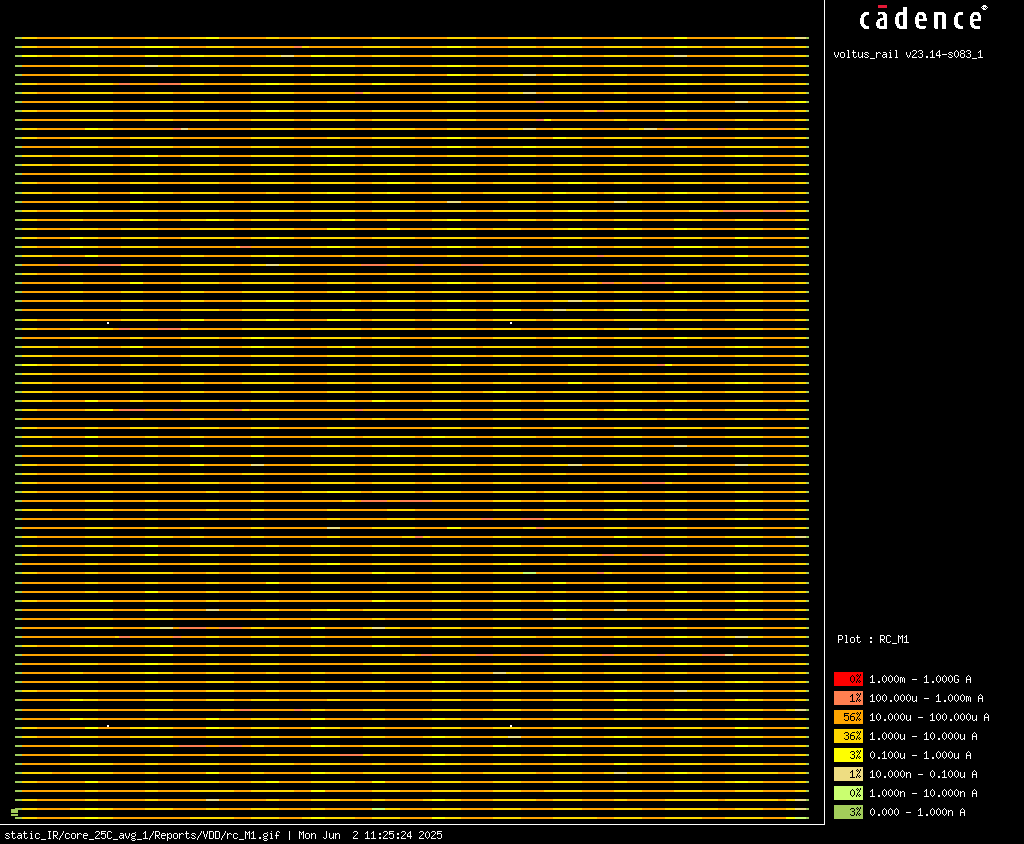 cādence®
voltus_rail v23.14-s083_1
Plot : RC_M1
0% 1.000m - 1.000G A
1% 100.000u - 1.000m A
56% 10.000u - 100.000u A
36% 1.000u - 10.000u A
3% 0.100u - 1.000u A
1% 10.000n - 0.100u A
0% 1.000n - 10.000n A
3% 0.000 - 1.000n A
static_IR/core_25C_avg_1/Reports/VDD/rc_M1.gif | Mon Jun  2 11:25:24 2025